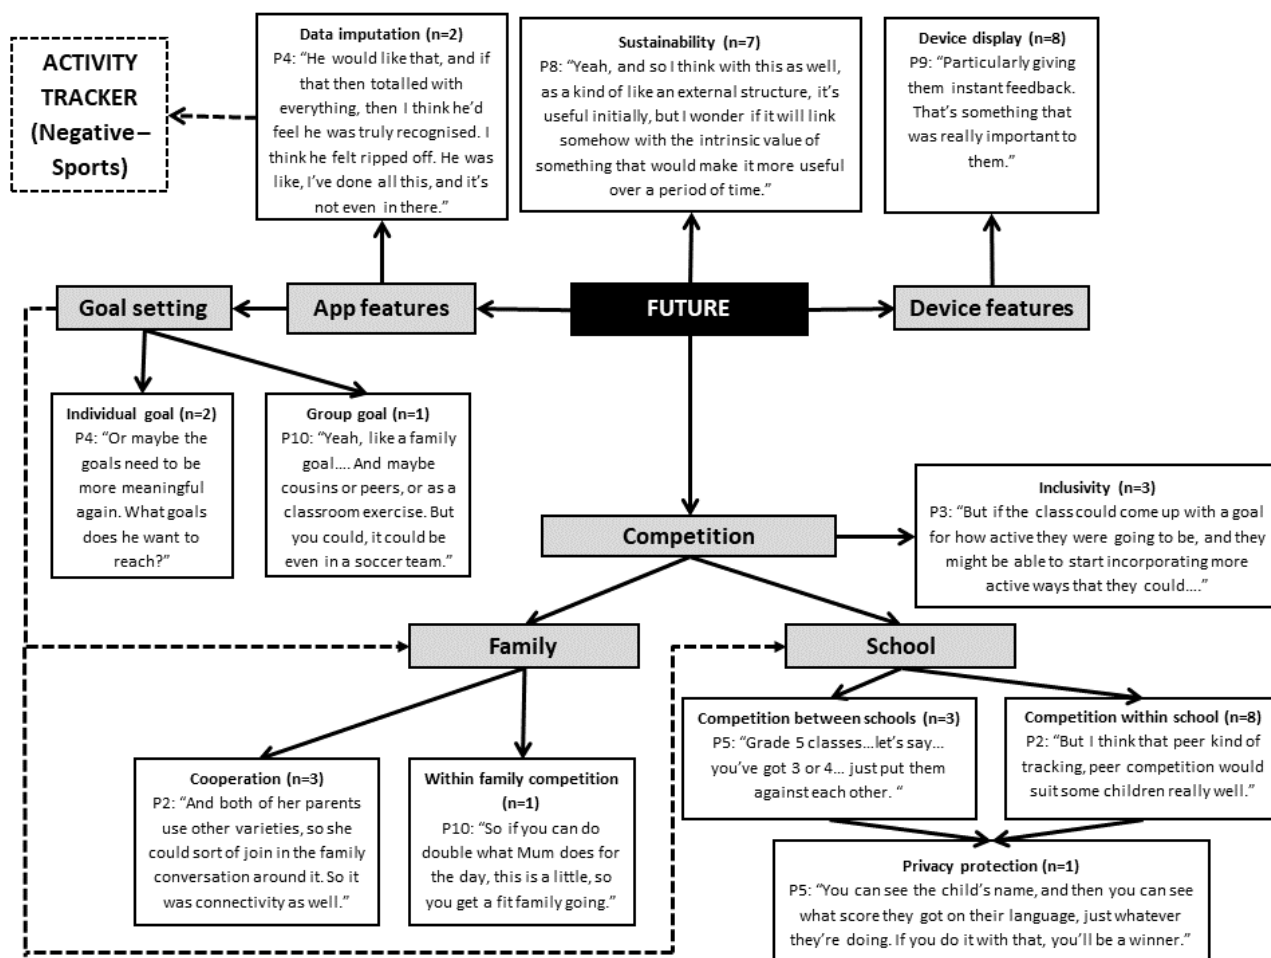 ACTIVITY
TRACKER
(Negative–
Sports)
Data imputation (n=2)
P4: “He would like that, and if
that then totalled with
everything, then I think he’d
feel he was truly recognised. I
think he felt ripped off. He was
like, I’ve done all this, and it’s
not even in there.”
Sustainability (n=7)
P8: “Yeah, and so I think with this as well,
as a kind of like an external structure, it’s
useful initially, but I wonder if it will link
somehow with the intrinsic value of
something that would make it more useful
over a period of time.”
Device display (n=8)
P9: “Particularly giving
them instant feedback.
That’s something that
was really important to
them.”
Goal setting
App features
FUTURE
Device features
Individual goal (n=2)
P4: “Or maybe the
goals need to be
more meaningful
again. What goals
does he want to
reach?”
Group goal (n=1)
P10: “Yeah, like a family
goal.... And maybe
cousins or peers, or as a
classroom exercise. But
you could, it could be
even in a soccer team.”
Competition
Inclusivity (n=3)
P3: “But if the class could come up with a goal
for how active they were going to be, and they
might be able to start incorporating more
active ways that they could....”
Family
School
Cooperation (n=3)
P2: “And both of her parents
use other varieties, so she
could sort of join in the family
conversation around it. So it
was connectivity as well.”
Within family competition
(n=1)
P10: “So if you can do
double what Mum does for
the day, this is a little, so
you get a fit family going.”
Competition between schools (n=3)
P5: “Grade 5 classes...let’s say...
you’ve got 3 or 4... just put them
against each other. “
Competition within school (n=8)
P2: “But I think that peer kind of
tracking, peer competition would
suit some children really well.”
Privacy protection (n=1)
P5: “You can see the child’s name, and then you can see
what score they got on their language, just whatever
they’re doing. If you do it with that, you’ll be a winner.”